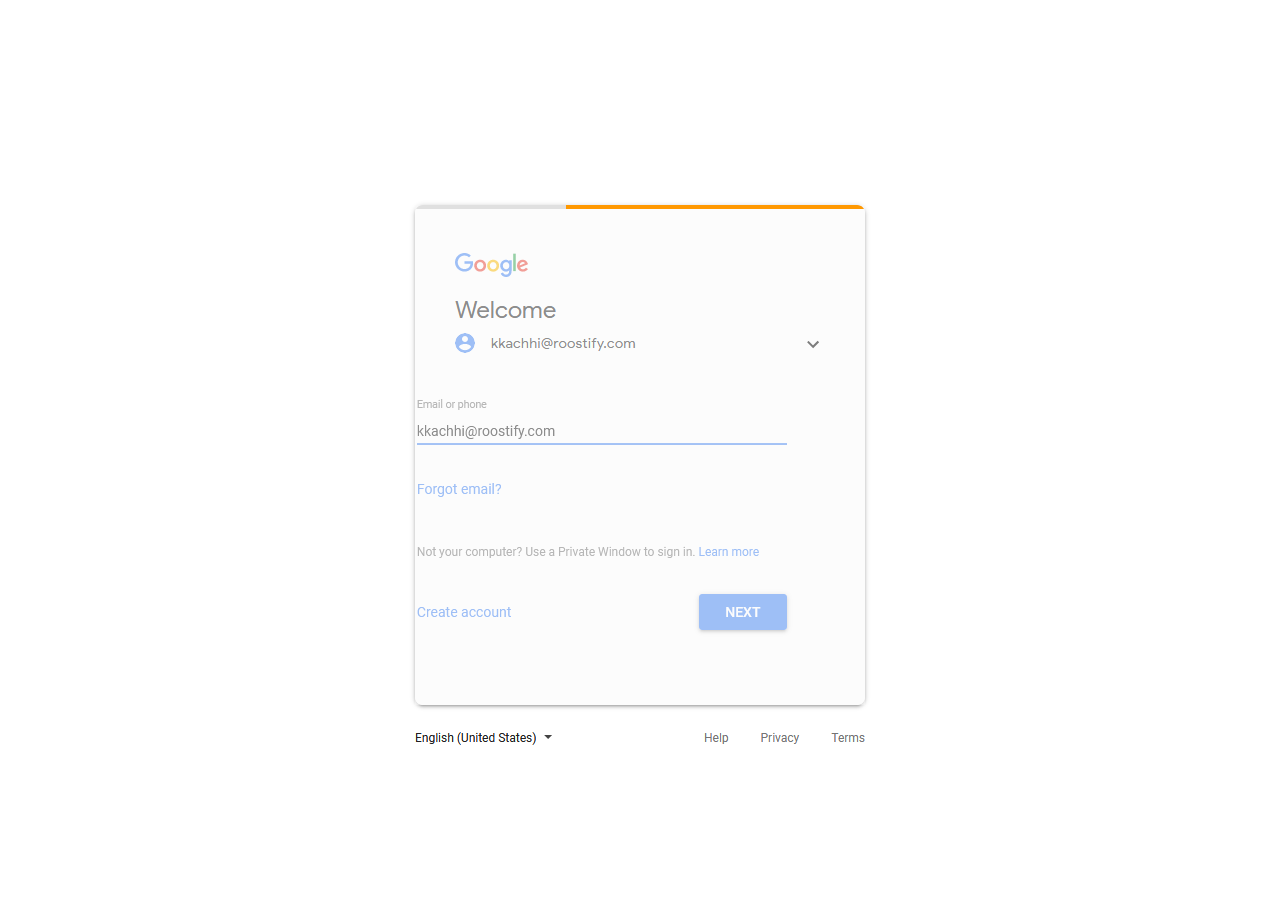 Google
Welcome
kkachhi@roostify.com
Email or phone
kkachhi@roostify.com
Forgot email?
Not your computer? Use a Private Window to sign in. Learn more
Create account NEXT
English (United States) Help Privacy Terms